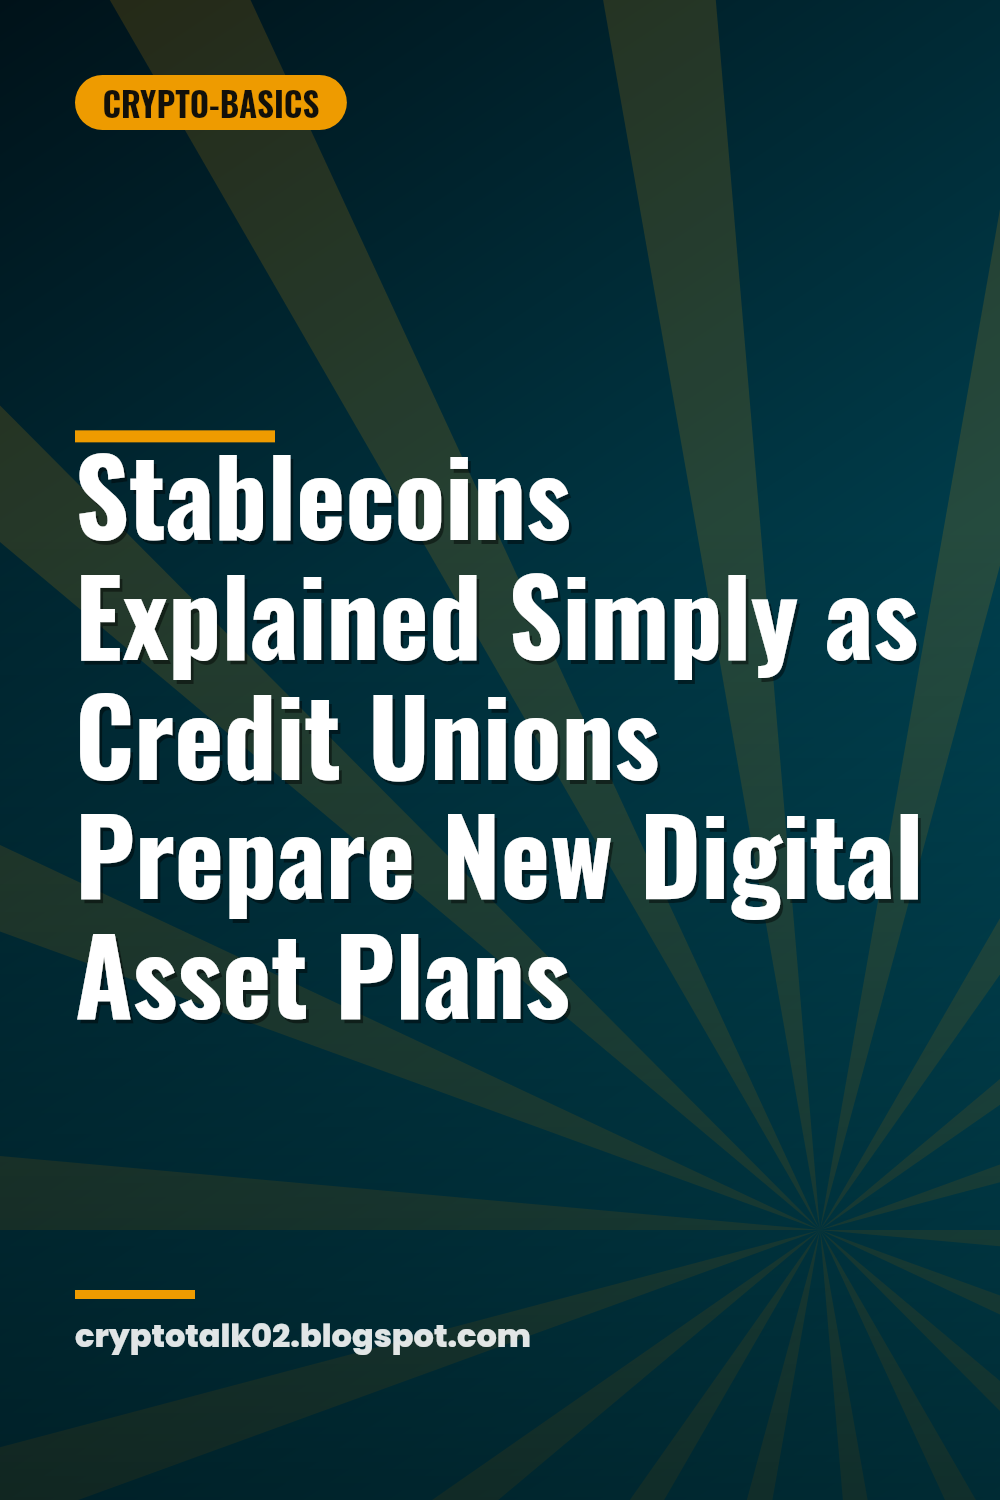 CRYPTO-BASICS
Stablecoins
Explained Simply as
Credit Unions
Prepare New Digital
Asset Plans
cryptotalk02.blogspot.com